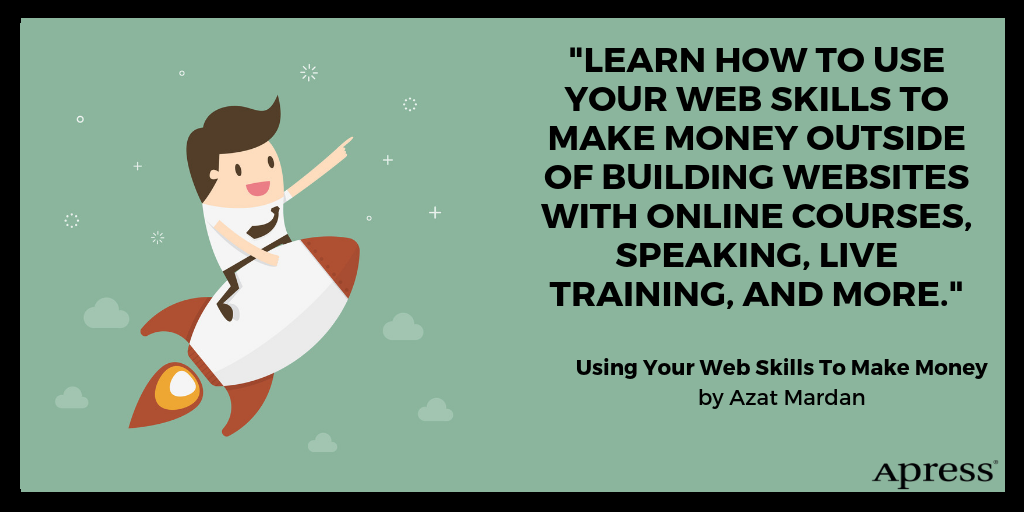 "LEARN HOW TO USE
YOUR WEB SKILLS TO
MAKE MONEY OUTSIDE
OF BUILDING WEBSITES
WITH ONLINE COURSES,
SPEAKING, LIVE
TRAINING, AND MORE."
Using Your Web Skills To Make Money
by Azat Mardan
Apress®